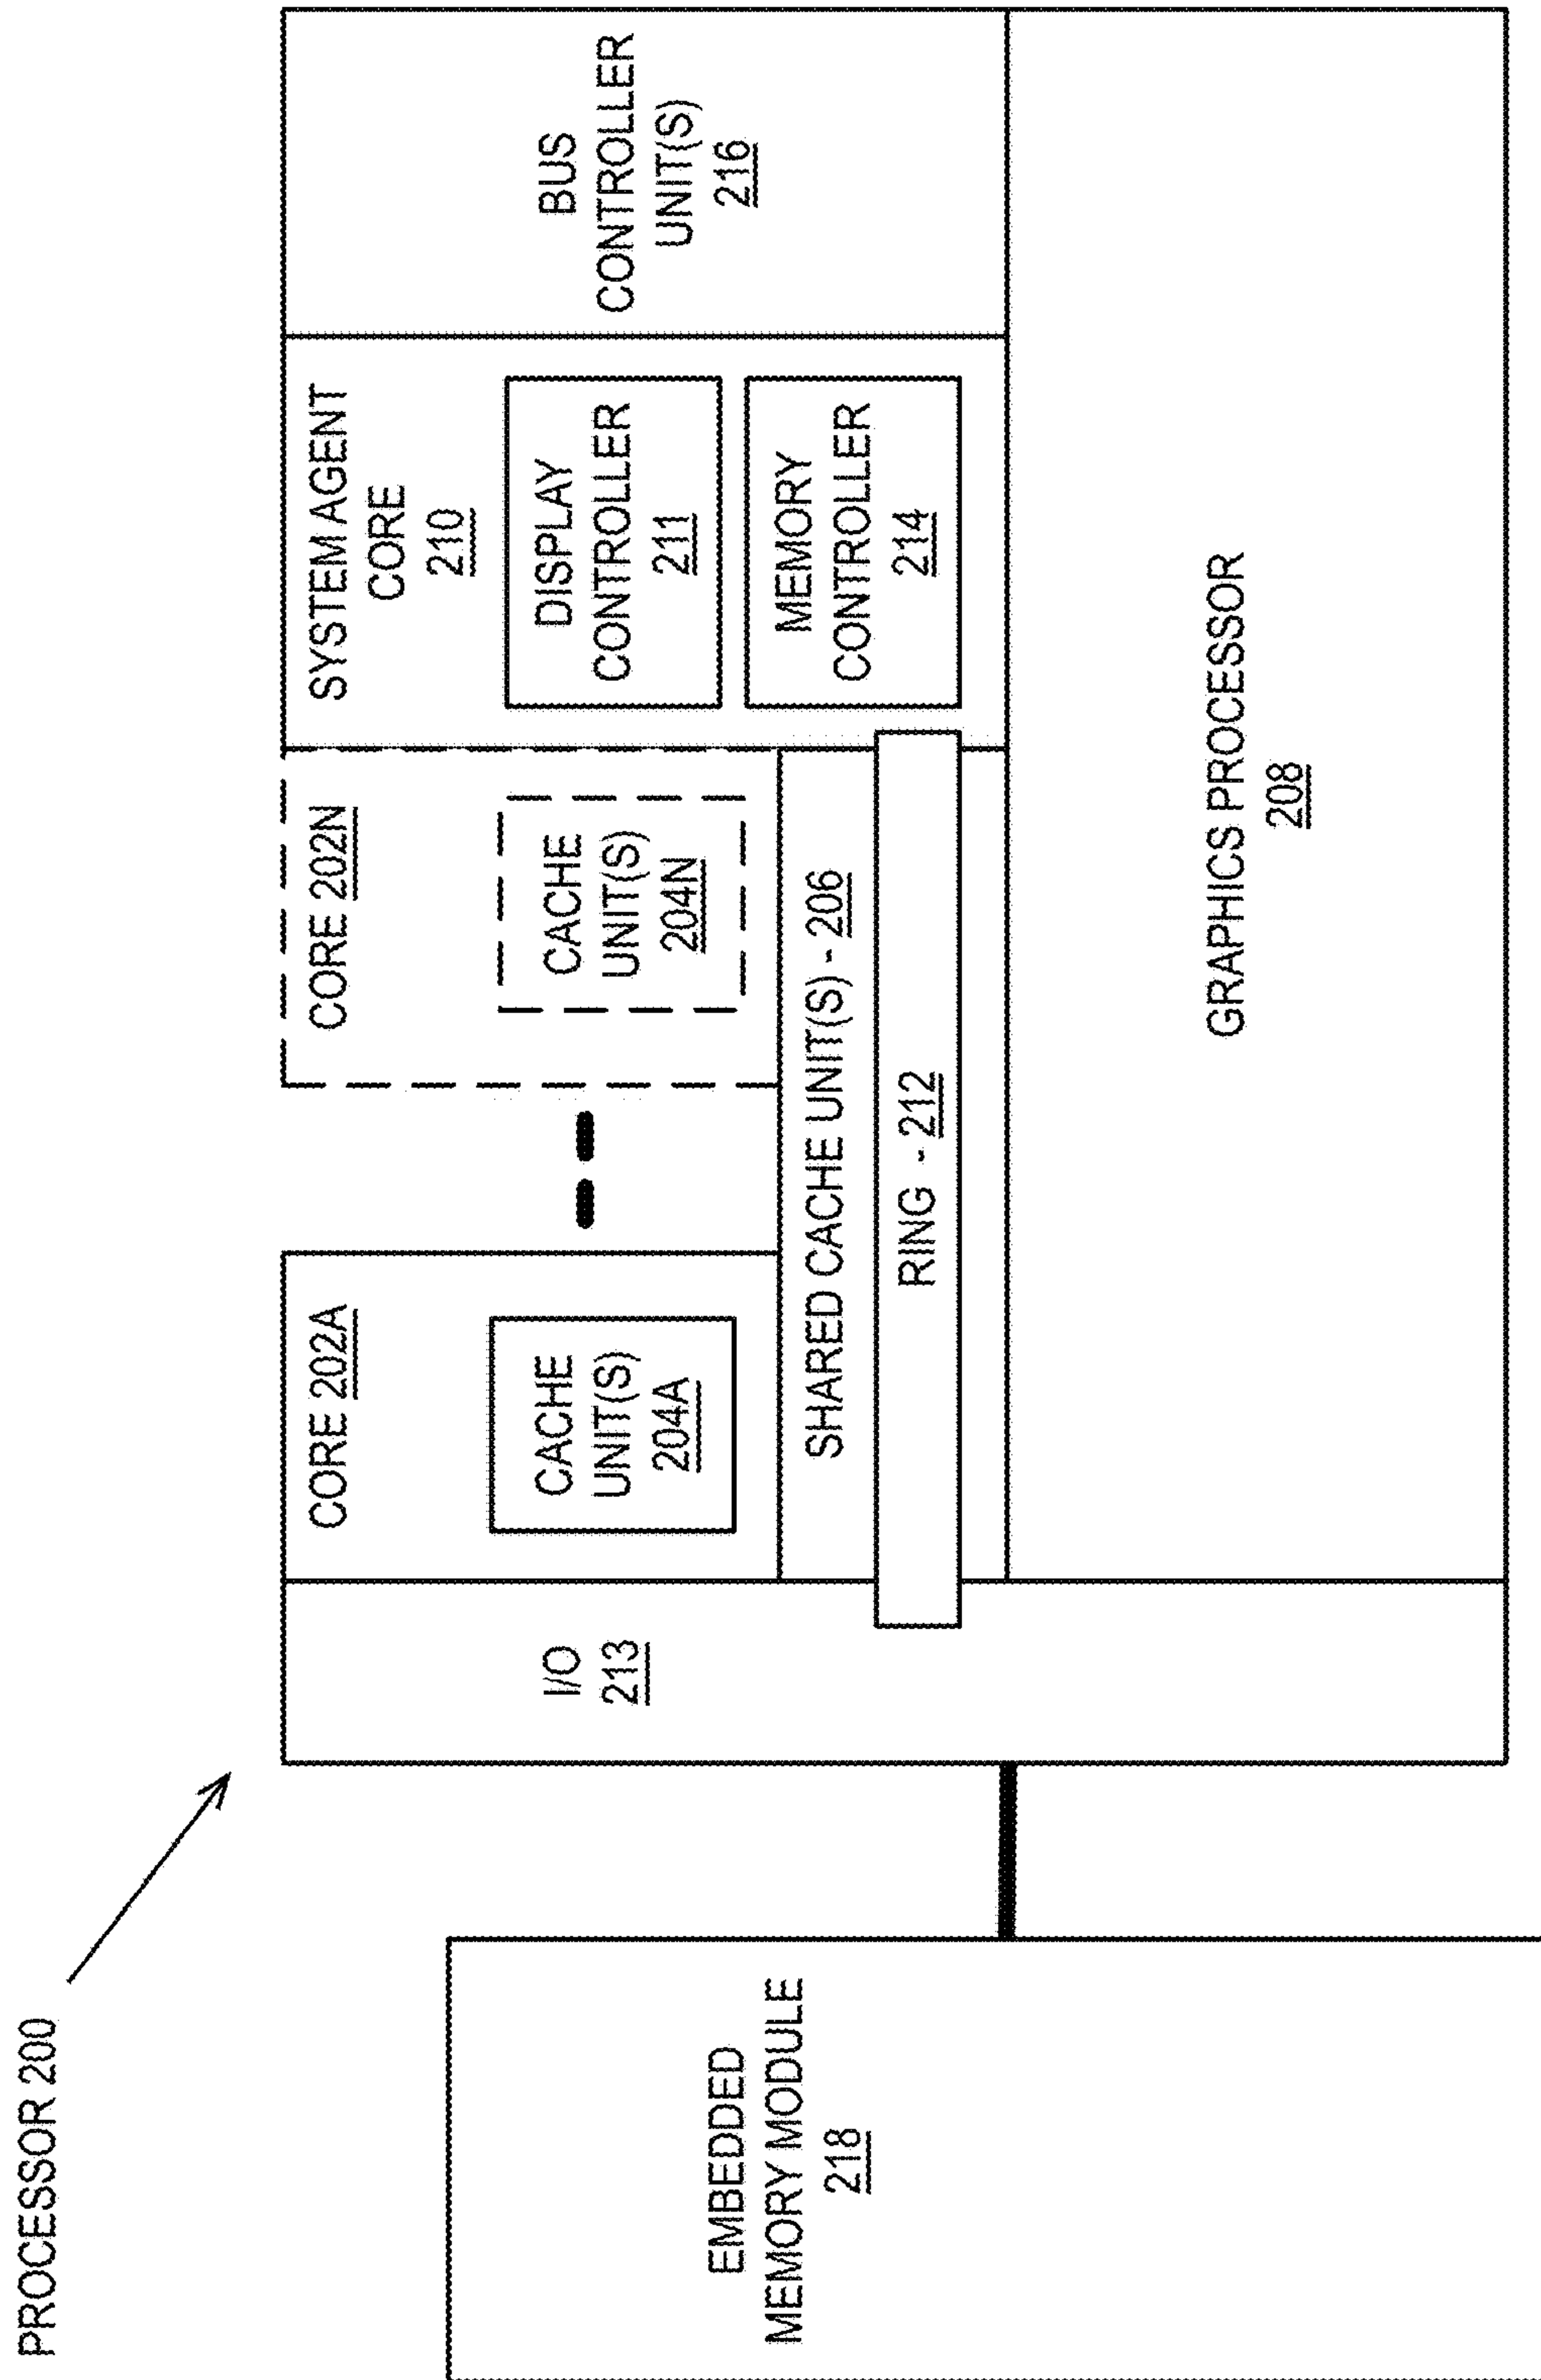 PROCESSOR 200
EMBEDDED
MEMORY MODULE
218
I/O
213
CORE 202A
CACHE
UNIT(S)
204A
CORE 202N
CACHE
UNIT(S)
204N
SHARED CACHE UNIT(S) - 206
RING - 212
SYSTEM AGENT
CORE
210
DISPLAY
CONTROLLER
211
MEMORY
CONTROLLER
214
BUS
CONTROLLER
UNIT(S)
216
GRAPHICS PROCESSOR
208